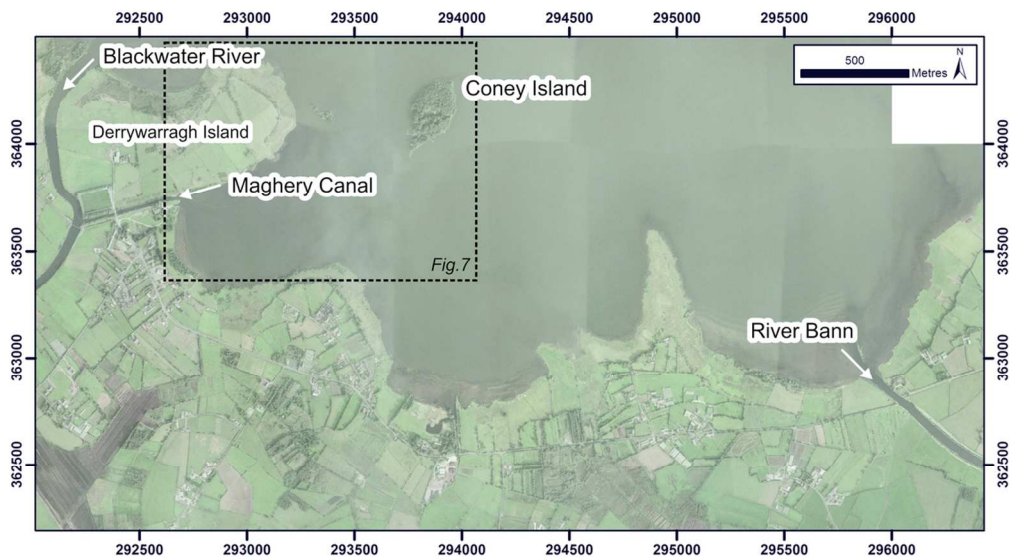 292500 293000 293500 294000 294500 295000 295500 296000
Blackwater River
500
Metres
N
Coney Island
Derrywarragh Island
364000
364000
Maghery Canal
363500
363500
Fig.7
River Bann
363000
363000
362500
362500
292500 293000 293500 294000 294500 295000 295500 296000